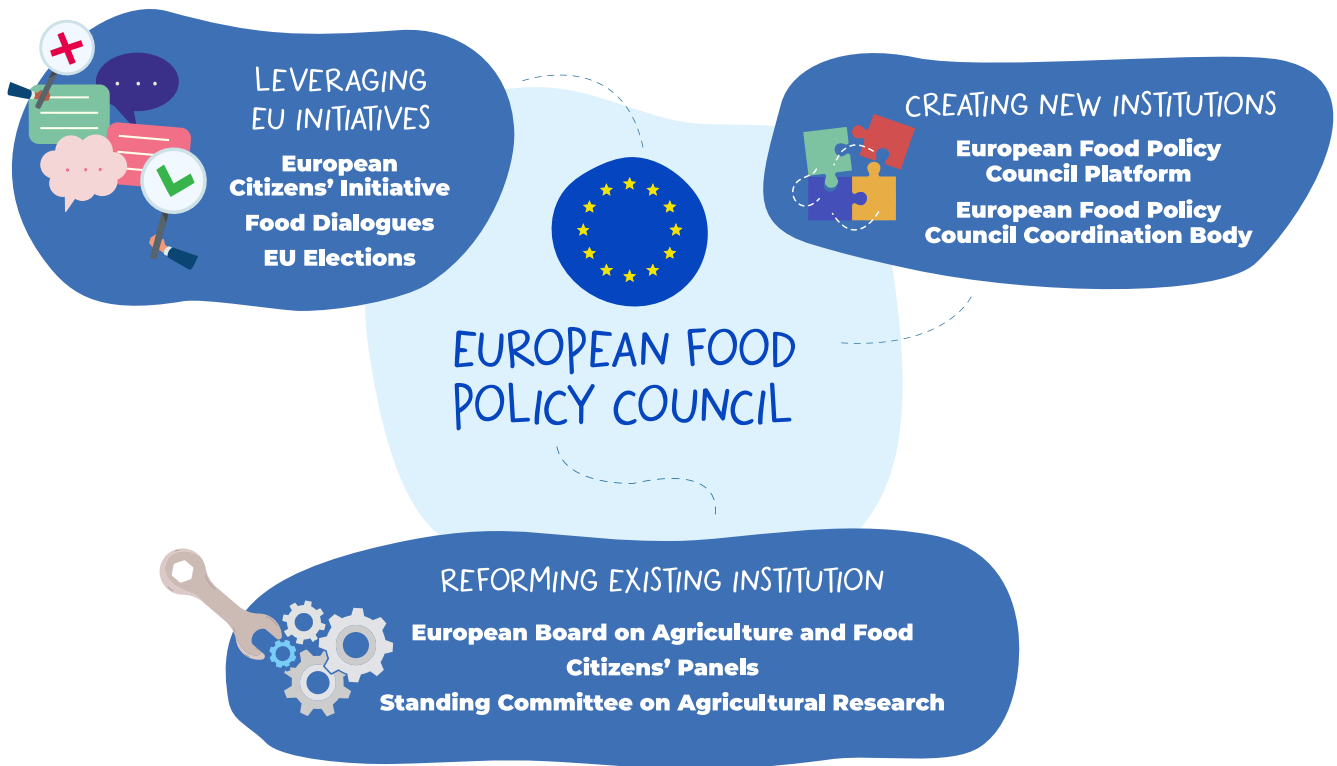 LEVERAGING
EU INITIATIVES
European
Citizens’ Initiative
Food Dialogues
EU Elections
CREATING NEW INSTITUTIONS
European Food Policy
Council Platform
European Food Policy
Council Coordination Body
EUROPEAN FOOD
POLICY COUNCIL
REFORMING EXISTING INSTITUTION
European Board on Agriculture and Food
Citizens’ Panels
Standing Committee on Agricultural Research